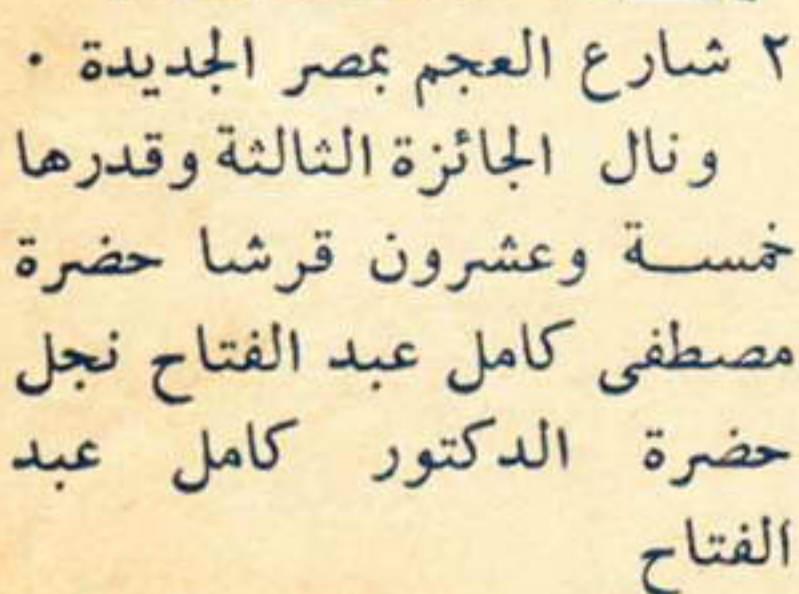 ٢ شارع العجم بمصر الجديدة ٠
ونال الجائزة الثالثة وقدرها
خمسة وعشرون قرشا حضرة
مصطفى كامل عبد الفتاح نجل
حضرة الدكتور كامل عبد
الفتاح